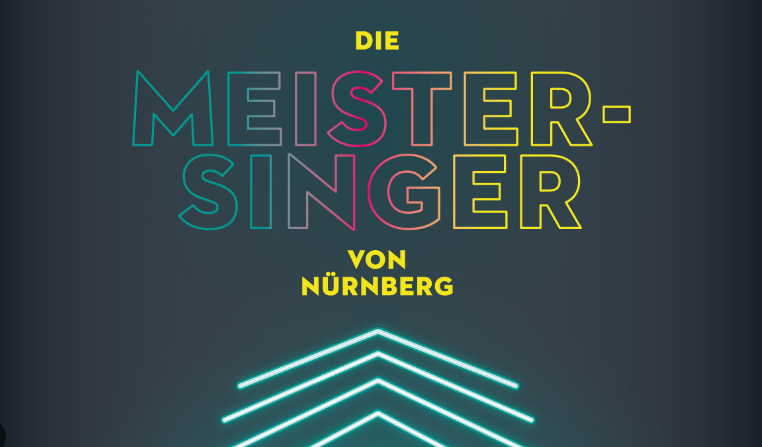 DIE
MEISTER-
SINGER
VON
NÜRNBERG